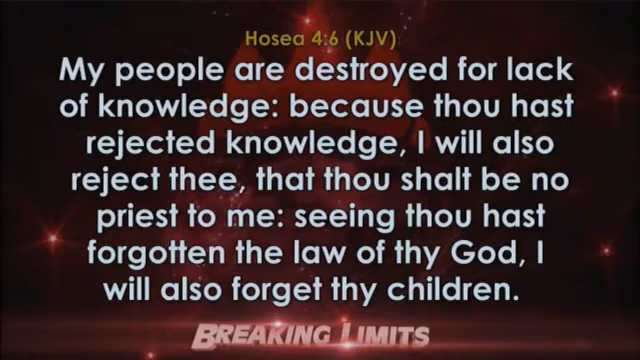 Hosea 4:6 (KJV)
My people are destroyed for lack
of knowledge: because thou hast
rejected knowledge, I will also
reject thee, that thou shalt be no
priest to me: seeing thou hast
forgotten the law of thy God, I
will also forget thy children.
BREAKING LIMITS